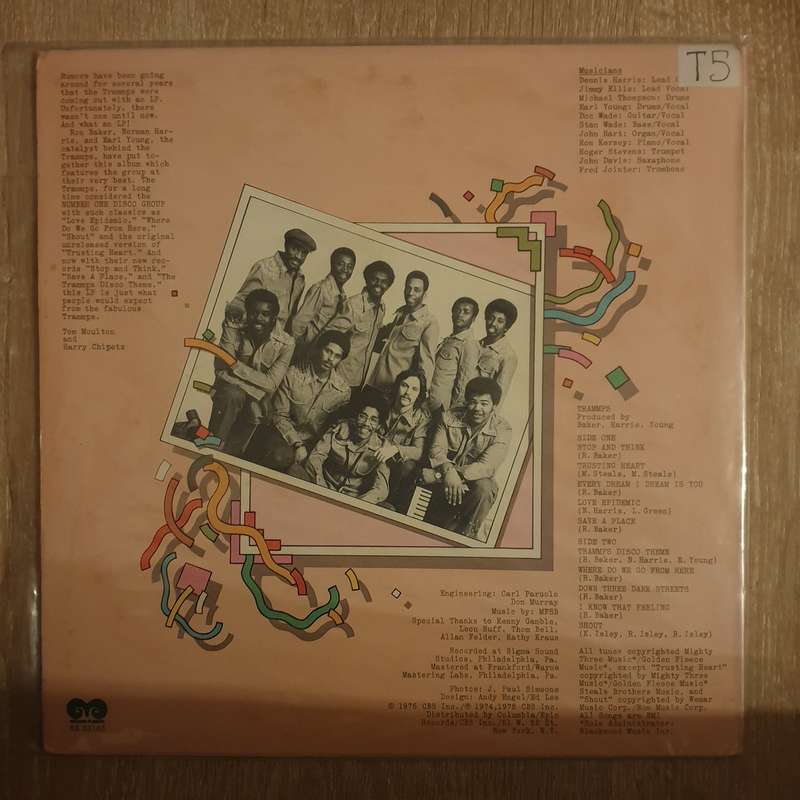 Rumors have been going
around for several years
that the Trammps were
coming out with an LP.
Unfortunately, there
wasn't one until now.
And what an LP!
Ron Baker, Norman Har-
ris, and Earl Young, the
catalyst behind the
Trammps, have put to-
gether this album which
features the group at
their very best. The
Trammps, for a long
time considered the
NUMBER ONE DISCO GROUP
with such classics as
"Love Epidemic," "Where
Do We Go From Here,"
"Shout" and the original
unreleased version of
"Trusting Heart." And
now with their new rec-
ords "Stop and Think,"
"Save A Place," and "The
Trammps Disco Theme,"
this LP is just what
people would expect
from the fabulous
Trammps.
Tom Moulton
and
Harry Chipetz
T5
Musicians
Dennis Harris: Lead
Jimmy Ellis: Lead Vocal
Michael Thompson: Drums
Earl Young: Drums/Vocal
Doc Wade: Guitar/Vocal
Stan Wade: Bass/Vocal
John Hart: Organ/Vocal
Ron Kersey: Piano/Vocal
Roger Stevens: Trumpet
John Davis: Saxaphone
Fred Jointer: Trombone
TRAMMPS
Produced by
Baker, Harris, Young
SIDE ONE
STOP AND THINK
(R. Baker)
TRUSTING HEART
(M. Steals, M. Steals)
EVERY DREAM I DREAM IS YOU
(R. Baker)
LOVE EPIDEMIC
(N. Harris, L. Green)
SAVE A PLACE
(R. Baker)
SIDE TWO
TRAMMPS DISCO THEME
(R. Baker, N. Harris, E. Young)
WHERE DO WE GO FROM HERE
(R. Baker)
DOWN THREE DARK STREETS
(R. Baker)
I KNOW THAT FEELING
(R. Baker)
SHOUT
(K. Isley, R. Isley, R. Isley)
All tunes copyrighted Mighty
Three Music*/Golden Fleece
Music*, except "Trusting Heart"
copyrighted by Mighty Three
Music*/Golden Fleece Music*
Steals Brothers Music, and
"Shout" copyrighted by Wemar
Music Corp./Nom Music Corp.
All Songs are BMI
*Sole Administrator:
Blackwood Music Inc.
Engineering: Carl Paruolo
Don Murray
Music by: MFSB
Special Thanks to Kenny Gamble,
Leon Huff, Thom Bell,
Allan Felder, Kathy Kraus
Recorded at Sigma Sound
Studios, Philadelphia, Pa.
Mastered at Frankford/Wayne
Mastering Labs, Philadelphia, Pa.
Photos: J. Paul Simeone
Design: Andy Engel/Ed Lee
© 1975 CBS Inc./℗ 1974,1975 CBS Inc.
Distributed by Columbia/Epic
Records/CBS Inc./51 W. 52 St.
New York, N.Y.